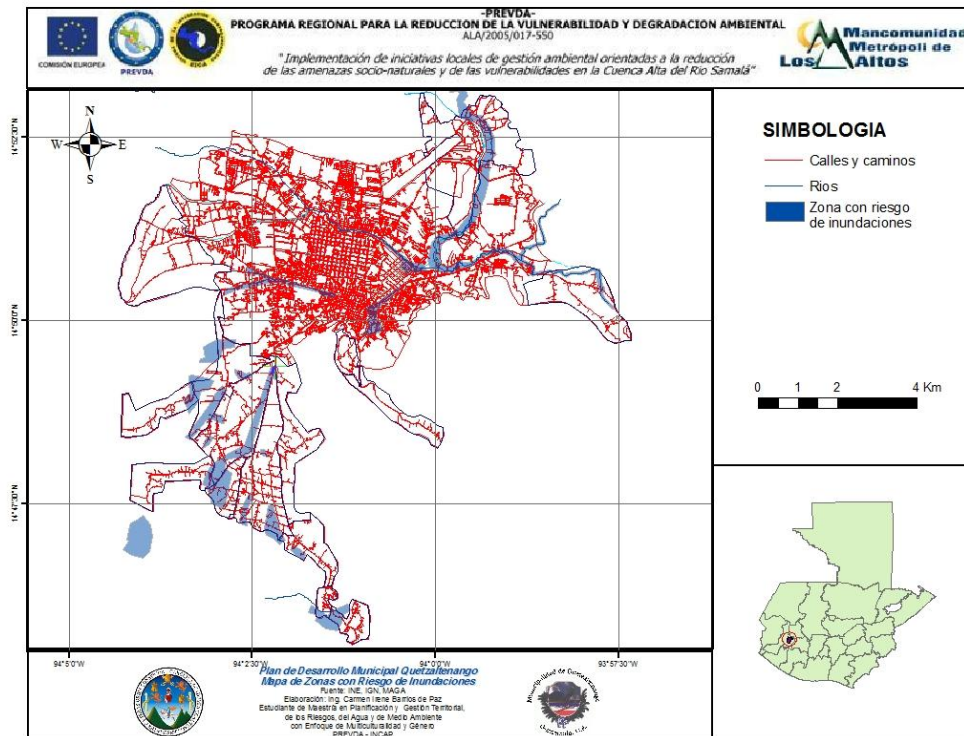 -PREVDA-
PROGRAMA REGIONAL PARA LA REDUCCION DE LA VULNERABILIDAD Y DEGRADACION AMBIENTAL
ALA/2005/017-550
"Implementación de iniciativas locales de gestión ambiental orientadas a la reducción
de las amenazas socio-naturales y de las vulnerabilidades en la Cuenca Alta del Río Samalá"
COMISIÓN EUROPEA
PREVDA
SICA
Mancomunidad
Metrópoli de
Los Altos
N
W E
S
14°47'30"N
94°5'0"W
94°2'30"W
94°0'0"W
93°57'30"W
SIMBOLOGIA
Calles y caminos
Rios
Zona con riesgo
de inundaciones
0 1 2 4 Km
Plan de Desarrollo Municipal Quetzaltenango
Mapa de Zonas con Riesgo de Inundaciones
Fuente: INE, IGN, MAGA
Elaboración: Ing. Carmen Irene Barrios de Paz
Estudiante de Maestría en Planificación y Gestión Territorial,
de los Riesgos, del Agua y de Medio Ambiente
con Enfoque de Multiculturalidad y Género
PREVDA - INCAP